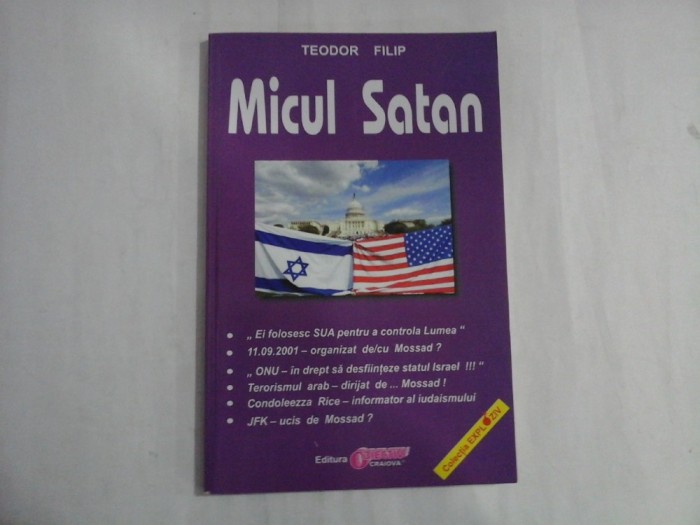 TEODOR FILIP
Micul Satan
„ Ei folosesc SUA pentru a controla Lumea “
11.09.2001 – organizat de/cu Mossad ?
„ ONU – în drept să desființeze statul Israel !!! “
Terorismul arab – dirijat de ... Mossad !
Condoleezza Rice – informator al iudaismului
JFK – ucis de Mossad ?
Colecția EXPLOZIV
Editura
"CRAIOVA"